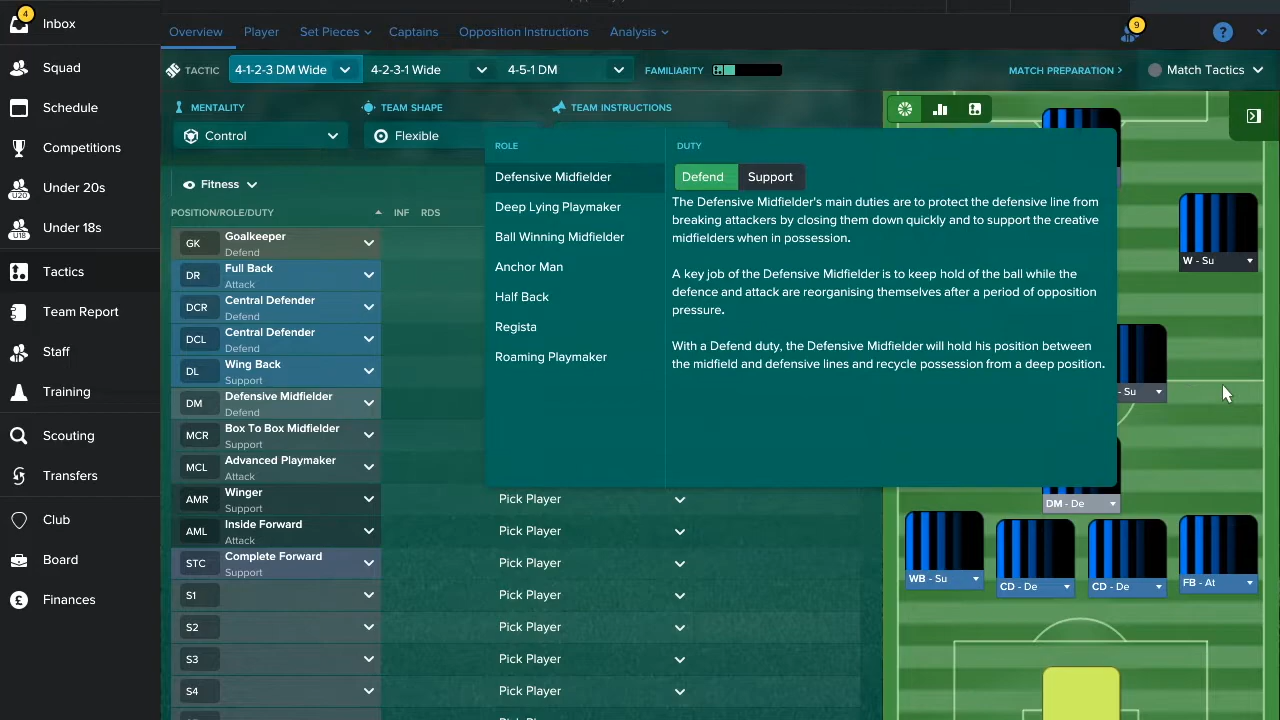 4
Inbox
Squad
Schedule
Competitions
U20
Under 20s
U18
Under 18s
Tactics
Team Report
Staff
Training
Scouting
Transfers
Club
Board
Finances
Overview
Player
Set Pieces
Captains
Opposition Instructions
Analysis
9
?
TACTIC
4-1-2-3 DM Wide
4-2-3-1 Wide
4-5-1 DM
FAMILIARITY
MATCH PREPARATION >
Match Tactics
MENTALITY
TEAM SHAPE
TEAM INSTRUCTIONS
Control
Flexible
Fitness
POSITION/ROLE/DUTY
INF
RDS
GK
Goalkeeper
Defend
DR
Full Back
Attack
DCR
Central Defender
Defend
DCL
Central Defender
Defend
DL
Wing Back
Support
DM
Defensive Midfielder
Defend
MCR
Box To Box Midfielder
Support
MCL
Advanced Playmaker
Attack
AMR
Winger
Support
Pick Player
AML
Inside Forward
Attack
Pick Player
STC
Complete Forward
Support
Pick Player
S1
Pick Player
S2
Pick Player
S3
Pick Player
S4
Pick Player
ROLE
Defensive Midfielder
Deep Lying Playmaker
Ball Winning Midfielder
Anchor Man
Half Back
Regista
Roaming Playmaker
DUTY
Defend
Support
The Defensive Midfielder's main duties are to protect the defensive line from
breaking attackers by closing them down quickly and to support the creative
midfielders when in possession.
A key job of the Defensive Midfielder is to keep hold of the ball while the
defence and attack are reorganising themselves after a period of opposition
pressure.
With a Defend duty, the Defensive Midfielder will hold his position between
the midfield and defensive lines and recycle possession from a deep position.
W - Su
- Su
DM - De
WB - Su
CD - De
CD - De
FB - At